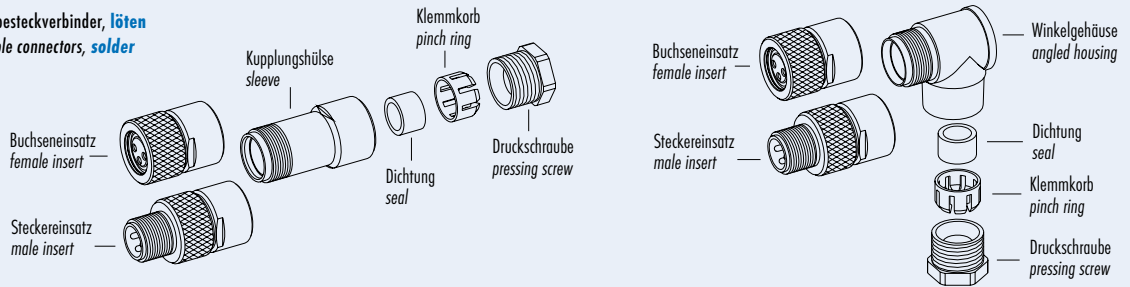 besteckverbinder, löten
ble connectors, solder
Klemmkorb
pinch ring
Kupplungshülse
sleeve
Buchseneinsatz
female insert
Dichtung
seal
Druckschraube
pressing screw
Steckereinsatz
male insert
Winkelgehäuse
angled housing
Buchseneinsatz
female insert
Steckereinsatz
male insert
Dichtung
seal
Klemmkorb
pinch ring
Druckschraube
pressing screw